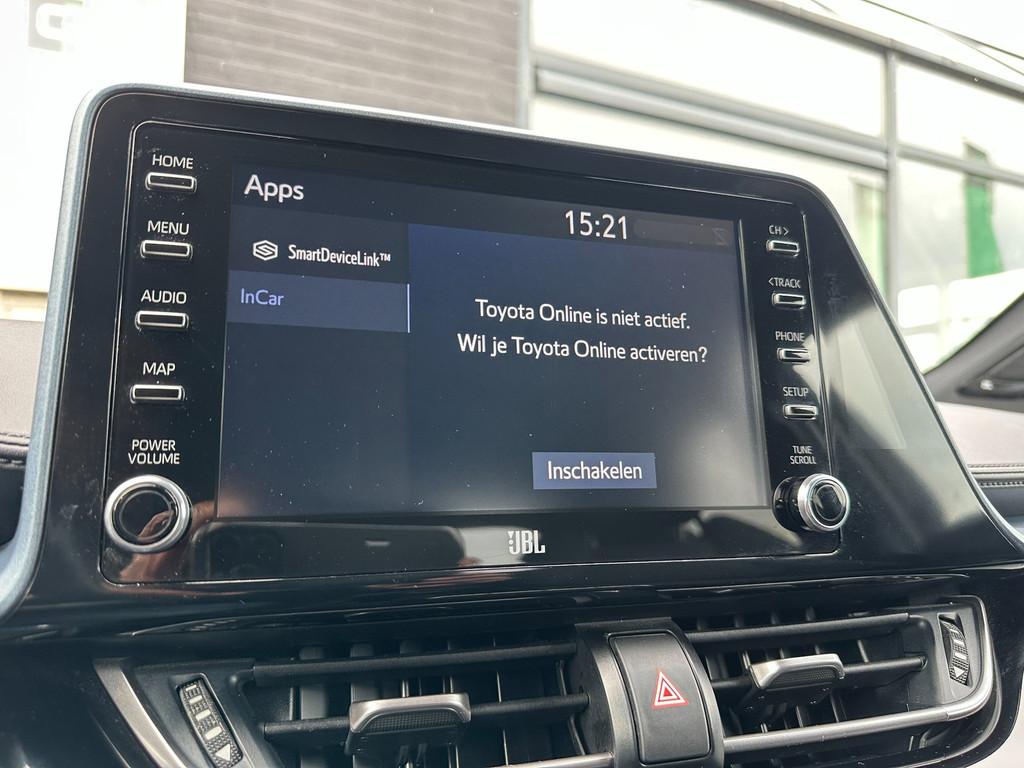 HOME
MENU
AUDIO
MAP
POWER
VOLUME
Apps
15:21
SmartDeviceLink™
InCar
Toyota Online is niet actief.
Wil je Toyota Online activeren?
Inschakelen
CH>
<TRACK
PHONE
SETUP
TUNE
SCROLL
JBL